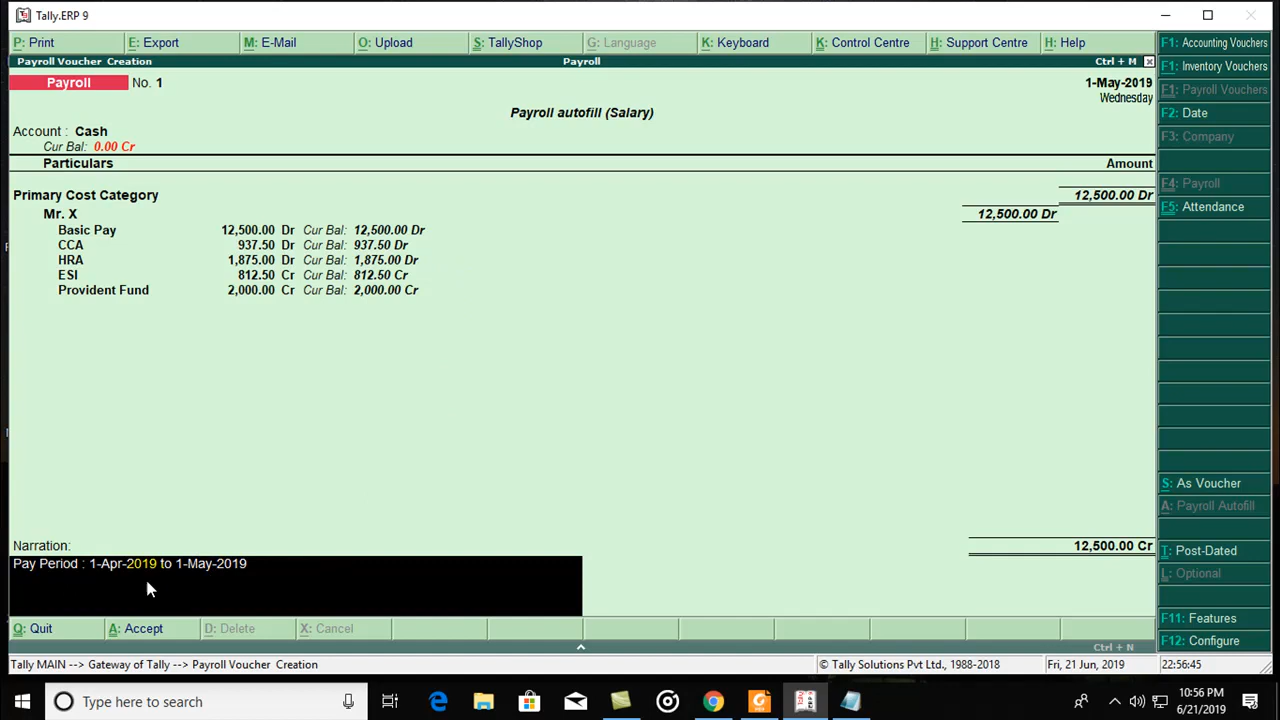 Tally.ERP 9
P: Print E: Export M: E-Mail O: Upload S: TallyShop G: Language K: Keyboard K: Control Centre H: Support Centre H: Help F1: Accounting Vouchers
Payroll Voucher Creation Payroll Ctrl + M
F1: Inventory Vouchers
Payroll No. 1 1-May-2019
F1: Payroll Vouchers
Wednesday
Payroll autofill (Salary)
F2: Date
Account : Cash
F3: Company
Cur Bal: 0.00 Cr
Particulars Amount
F4: Payroll
Primary Cost Category 12,500.00 Dr
F5: Attendance
Mr. X 12,500.00 Dr
Basic Pay 12,500.00 Dr Cur Bal: 12,500.00 Dr
CCA 937.50 Dr Cur Bal: 937.50 Dr
HRA 1,875.00 Dr Cur Bal: 1,875.00 Dr
ESI 812.50 Cr Cur Bal: 812.50 Cr
Provident Fund 2,000.00 Cr Cur Bal: 2,000.00 Cr
S: As Voucher
A: Payroll Autofill
Narration: 12,500.00 Cr
T: Post-Dated
Pay Period : 1-Apr-2019 to 1-May-2019
L: Optional
F11: Features
Q: Quit A: Accept D: Delete X: Cancel
F12: Configure
Ctrl + N
Tally MAIN --> Gateway of Tally --> Payroll Voucher Creation © Tally Solutions Pvt Ltd., 1988-2018 Fri, 21 Jun, 2019 22:56:45
Type here to search
10:56 PM
6/21/2019